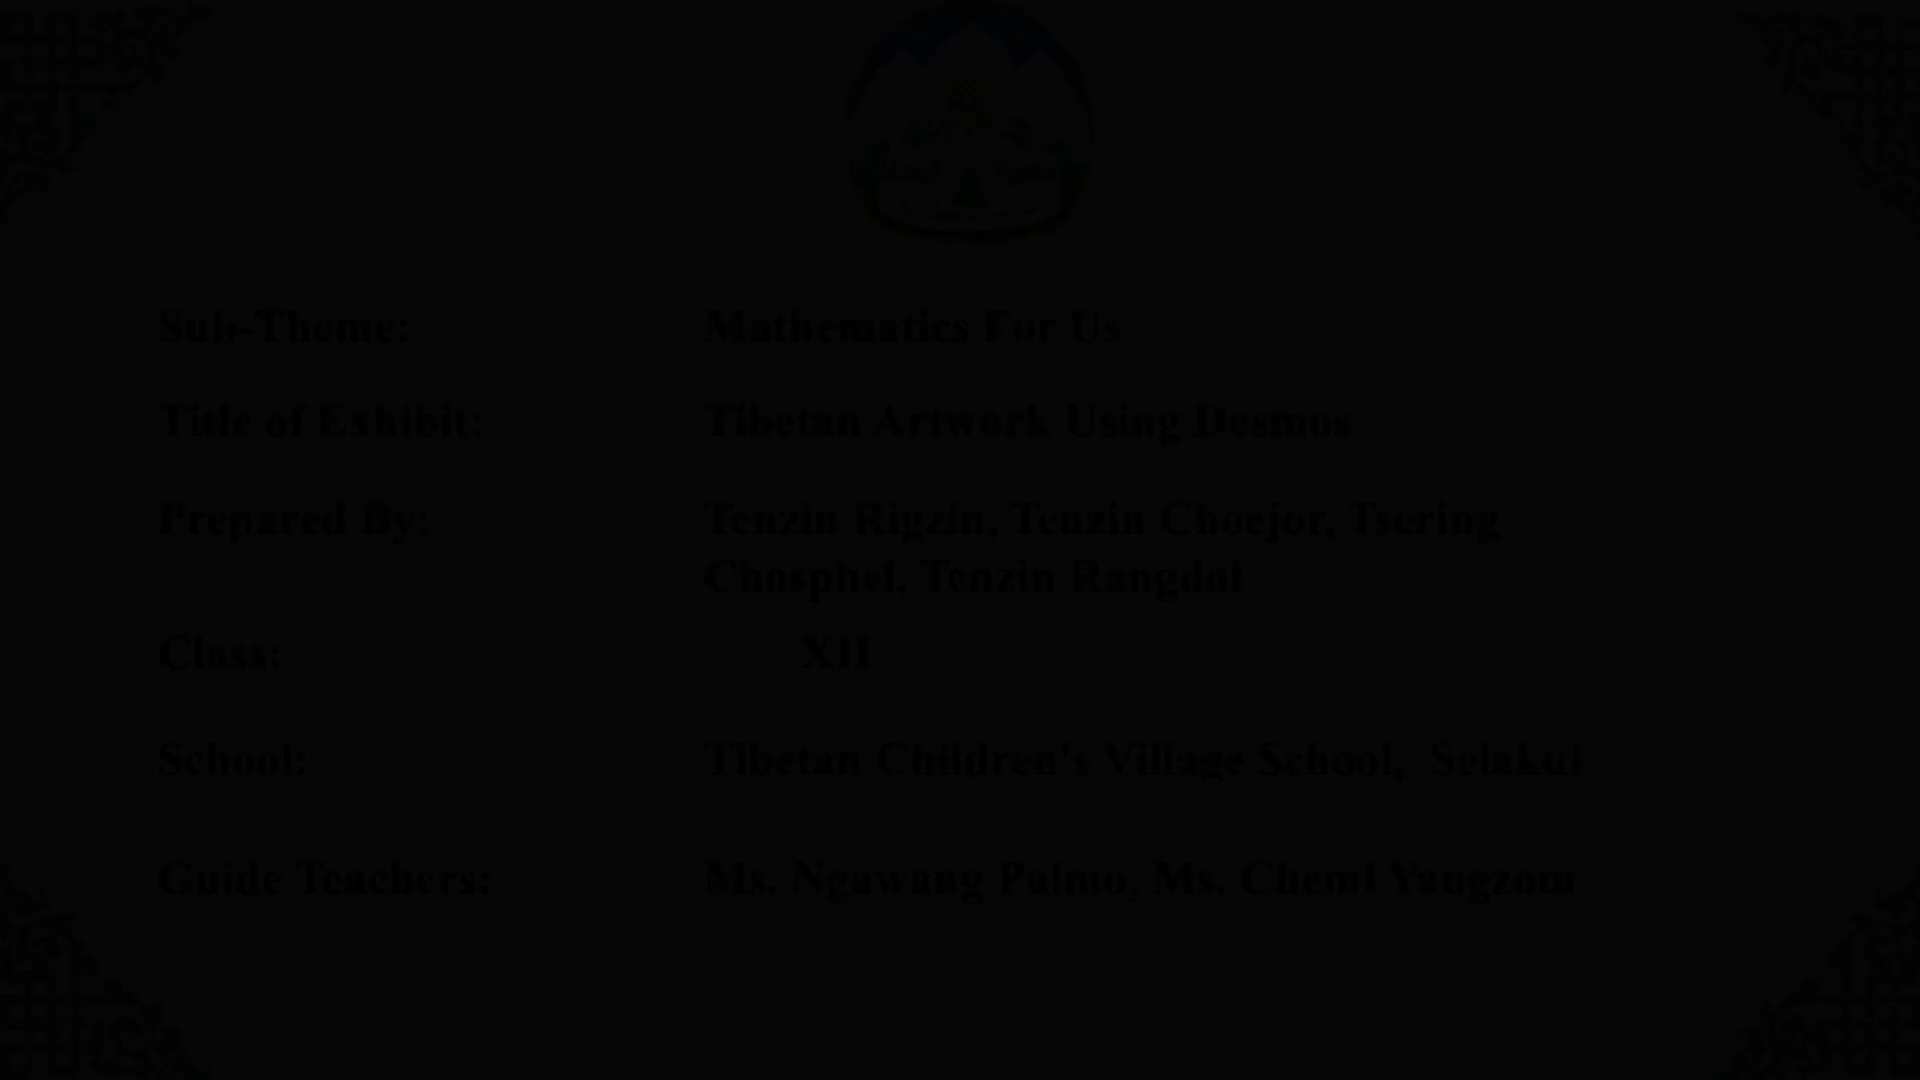 Sub-Theme: Mathematics For Us
Title of Exhibit: Tibetan Artwork Using Desmos
Prepared By: Tenzin Rigzin, Tenzin Choejor, Tsering
Chosphel, Tenzin Rangdol
Class: XII
School: Tibetan Children's Village School, Selakui
Guide Teachers: Ms. Ngawang Palmo, Ms. Chemi Yangzom